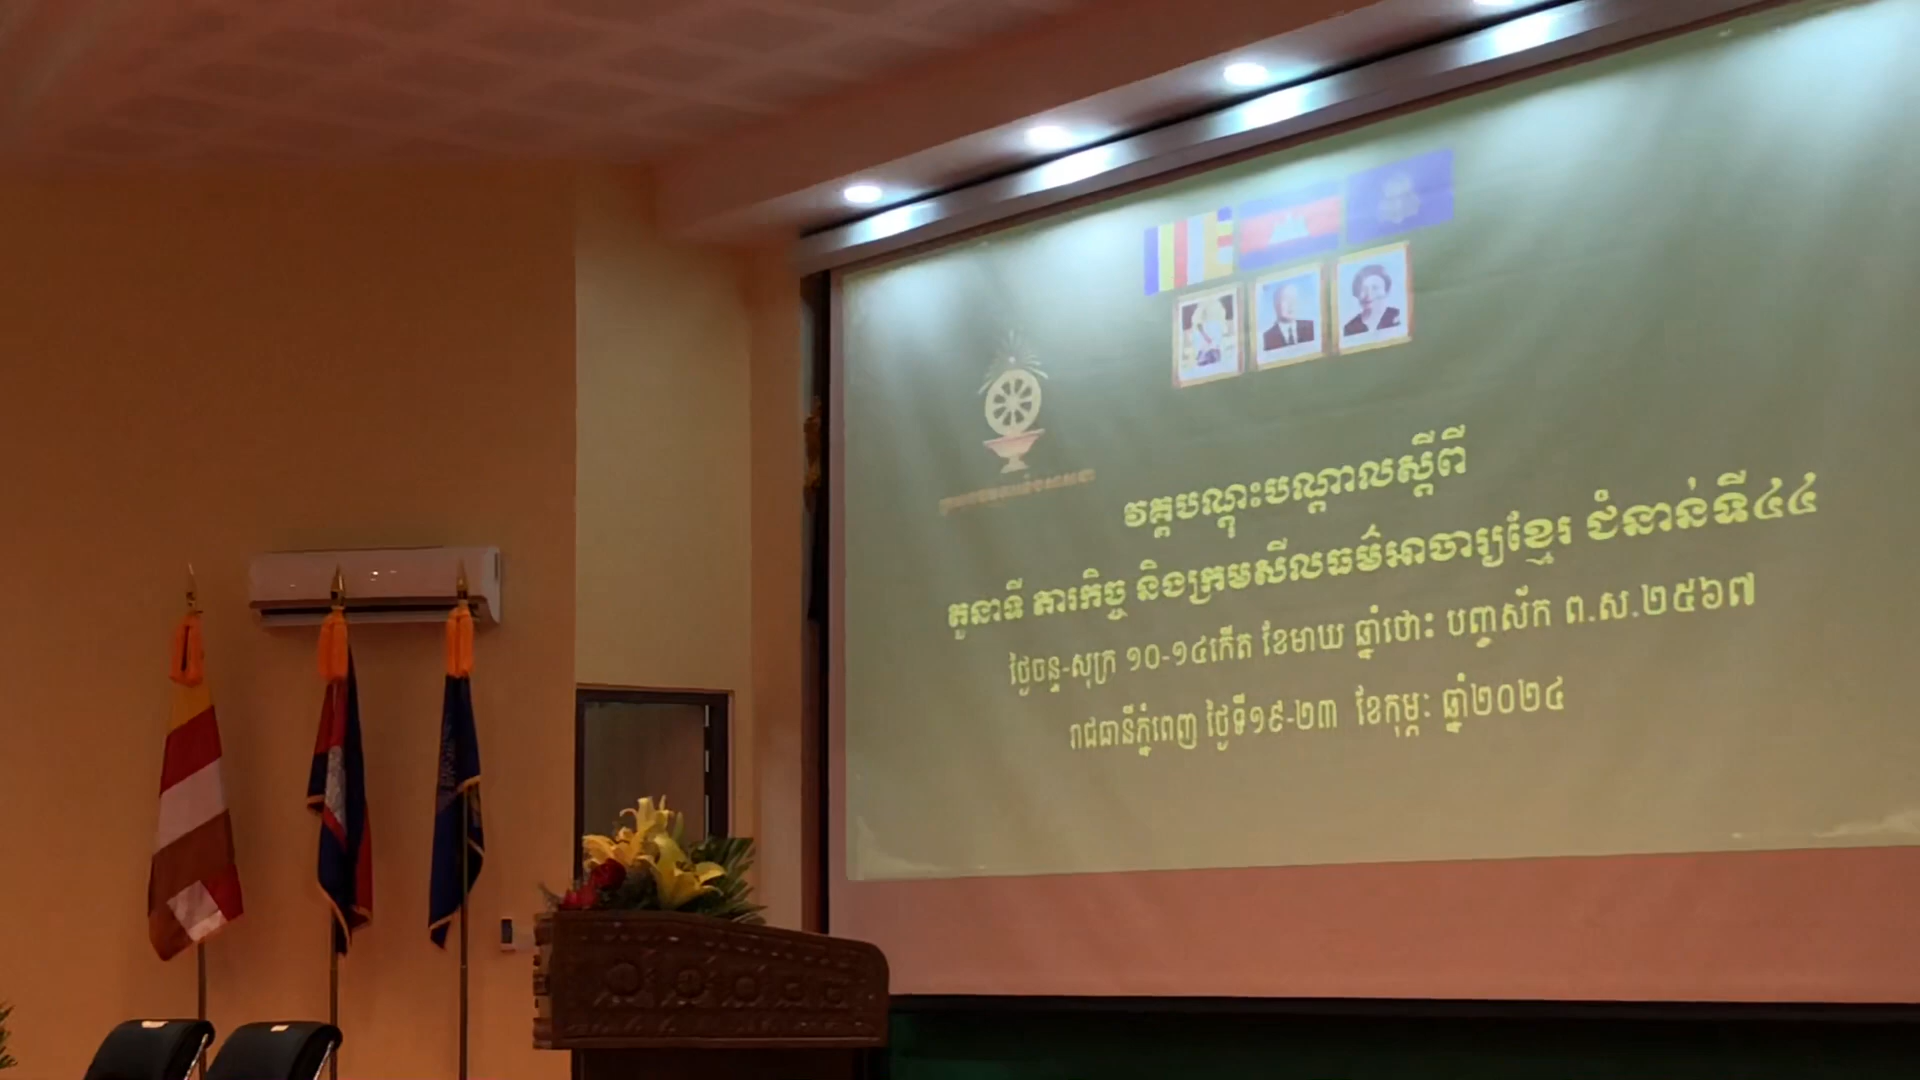 វគ្គបណ្តុះបណ្តាលស្តីពី
តួនាទី ភារកិច្ច និងក្រមសីលធម៌អាចារ្យខ្មែរ ជំនាន់ទី៤៤
ថ្ងៃចន្ទ-សុក្រ ១០-១៤កើត ខែមាឃ ឆ្នាំថោះ បញ្ចស័ក ព.ស.២៥៦៧
រាជធានីភ្នំពេញ ថ្ងៃទី១៩-២៣ ខែកុម្ភៈ ឆ្នាំ២០២៤